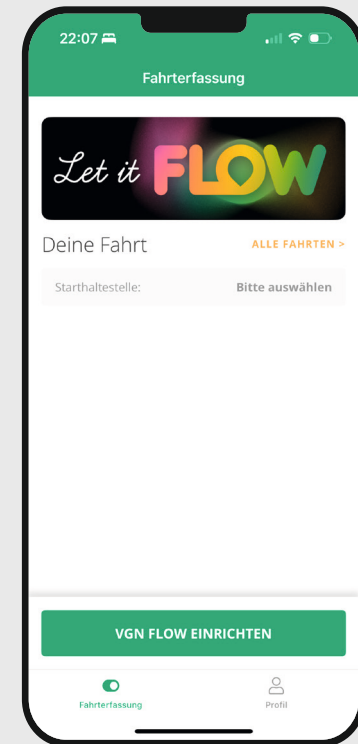 22:07
Fahrterfassung
Let it FLOW
Deine Fahrt
ALLE FAHRTEN >
Starthaltestelle:
Bitte auswählen
VGN FLOW EINRICHTEN
Fahrterfassung
Profil